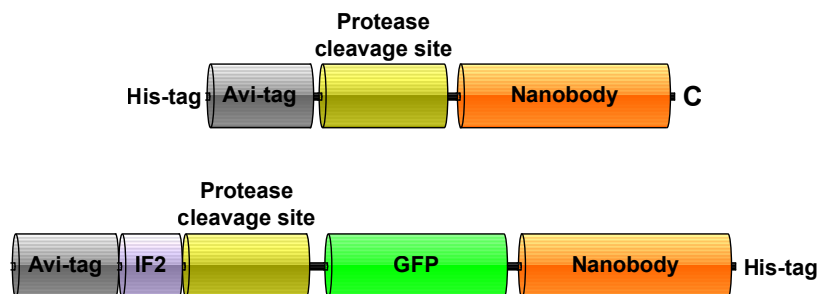 Protease
cleavage site
His-tag Avi-tag Nanobody C
Protease
cleavage site
Avi-tag IF2 GFP Nanobody His-tag